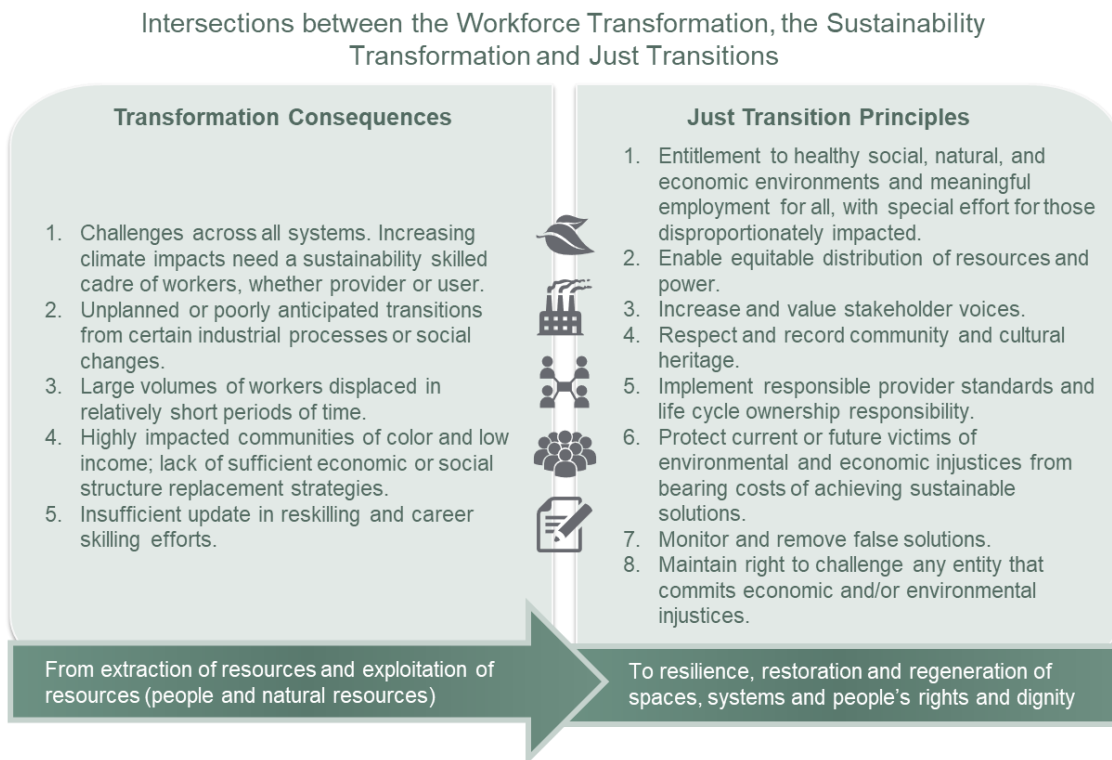 Intersections between the Workforce Transformation, the Sustainability
Transformation and Just Transitions
Transformation Consequences
1. Challenges across all systems. Increasing
climate impacts need a sustainability skilled
cadre of workers, whether provider or user.
2. Unplanned or poorly anticipated transitions
from certain industrial processes or social
changes.
3. Large volumes of workers displaced in
relatively short periods of time.
4. Highly impacted communities of color and low
income; lack of sufficient economic or social
structure replacement strategies.
5. Insufficient update in reskilling and career
skilling efforts.
Just Transition Principles
1. Entitlement to healthy social, natural, and
economic environments and meaningful
employment for all, with special effort for those
disproportionately impacted.
2. Enable equitable distribution of resources and
power.
3. Increase and value stakeholder voices.
4. Respect and record community and cultural
heritage.
5. Implement responsible provider standards and
life cycle ownership responsibility.
6. Protect current or future victims of
environmental and economic injustices from
bearing costs of achieving sustainable
solutions.
7. Monitor and remove false solutions.
8. Maintain right to challenge any entity that
commits economic and/or environmental
injustices.
From extraction of resources and exploitation of
resources (people and natural resources)
To resilience, restoration and regeneration of
spaces, systems and people's rights and dignity